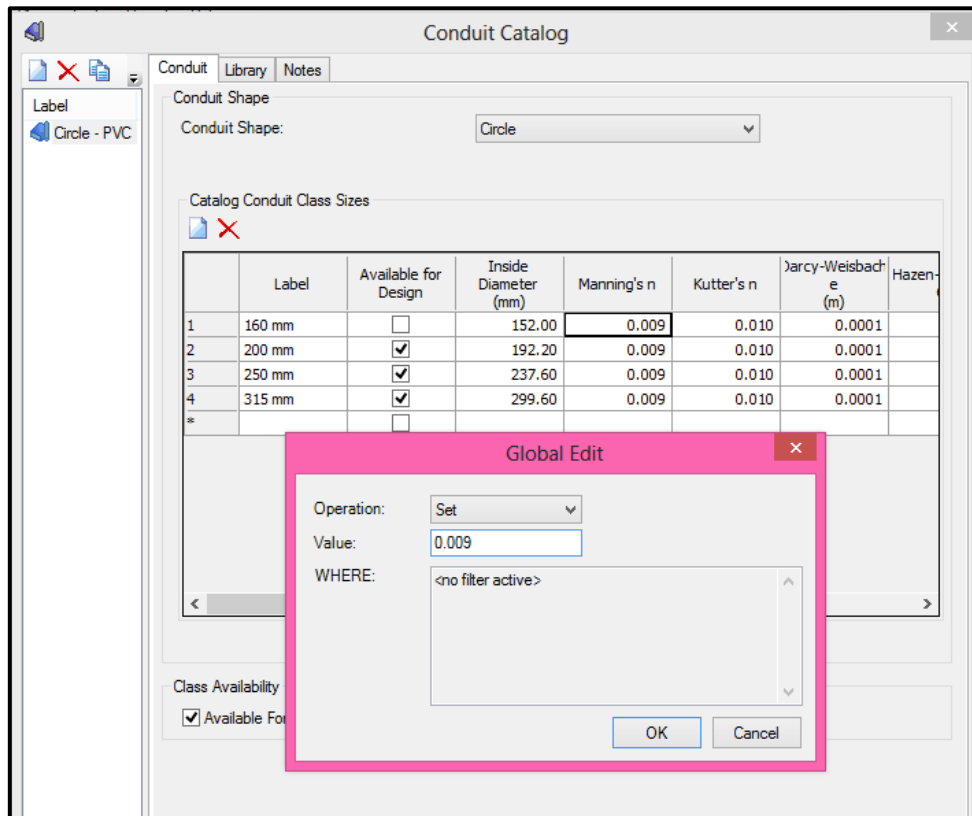 Conduit Catalog
Conduit Library Notes
Label
Circle - PVC
Conduit Shape
Conduit Shape: Circle
Catalog Conduit Class Sizes
Label Available for Design Inside Diameter (mm) Manning's n Kutter's n Darcy-Weisbach e (m) Hazen-
1 160 mm 152.00 0.009 0.010 0.0001
2 200 mm 192.20 0.009 0.010 0.0001
3 250 mm 237.60 0.009 0.010 0.0001
4 315 mm 299.60 0.009 0.010 0.0001
*
Global Edit
Operation: Set
Value: 0.009
WHERE: <no filter active>
OK Cancel
Class Availability
Available For